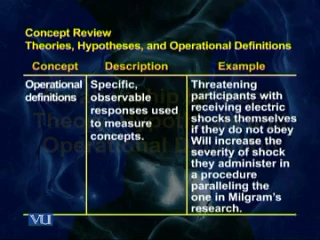 Concept Review
Theories, Hypotheses, and Operational Definitions
Concept Description Example
Operational definitions
Specific,
observable
responses used
to measure
concepts.
Threatening
participants with
receiving electric
shocks themselves
if they do not obey
Will increase the
severity of shock
they administer in
a procedure
paralleling the
one in Milgram's
research.
VU